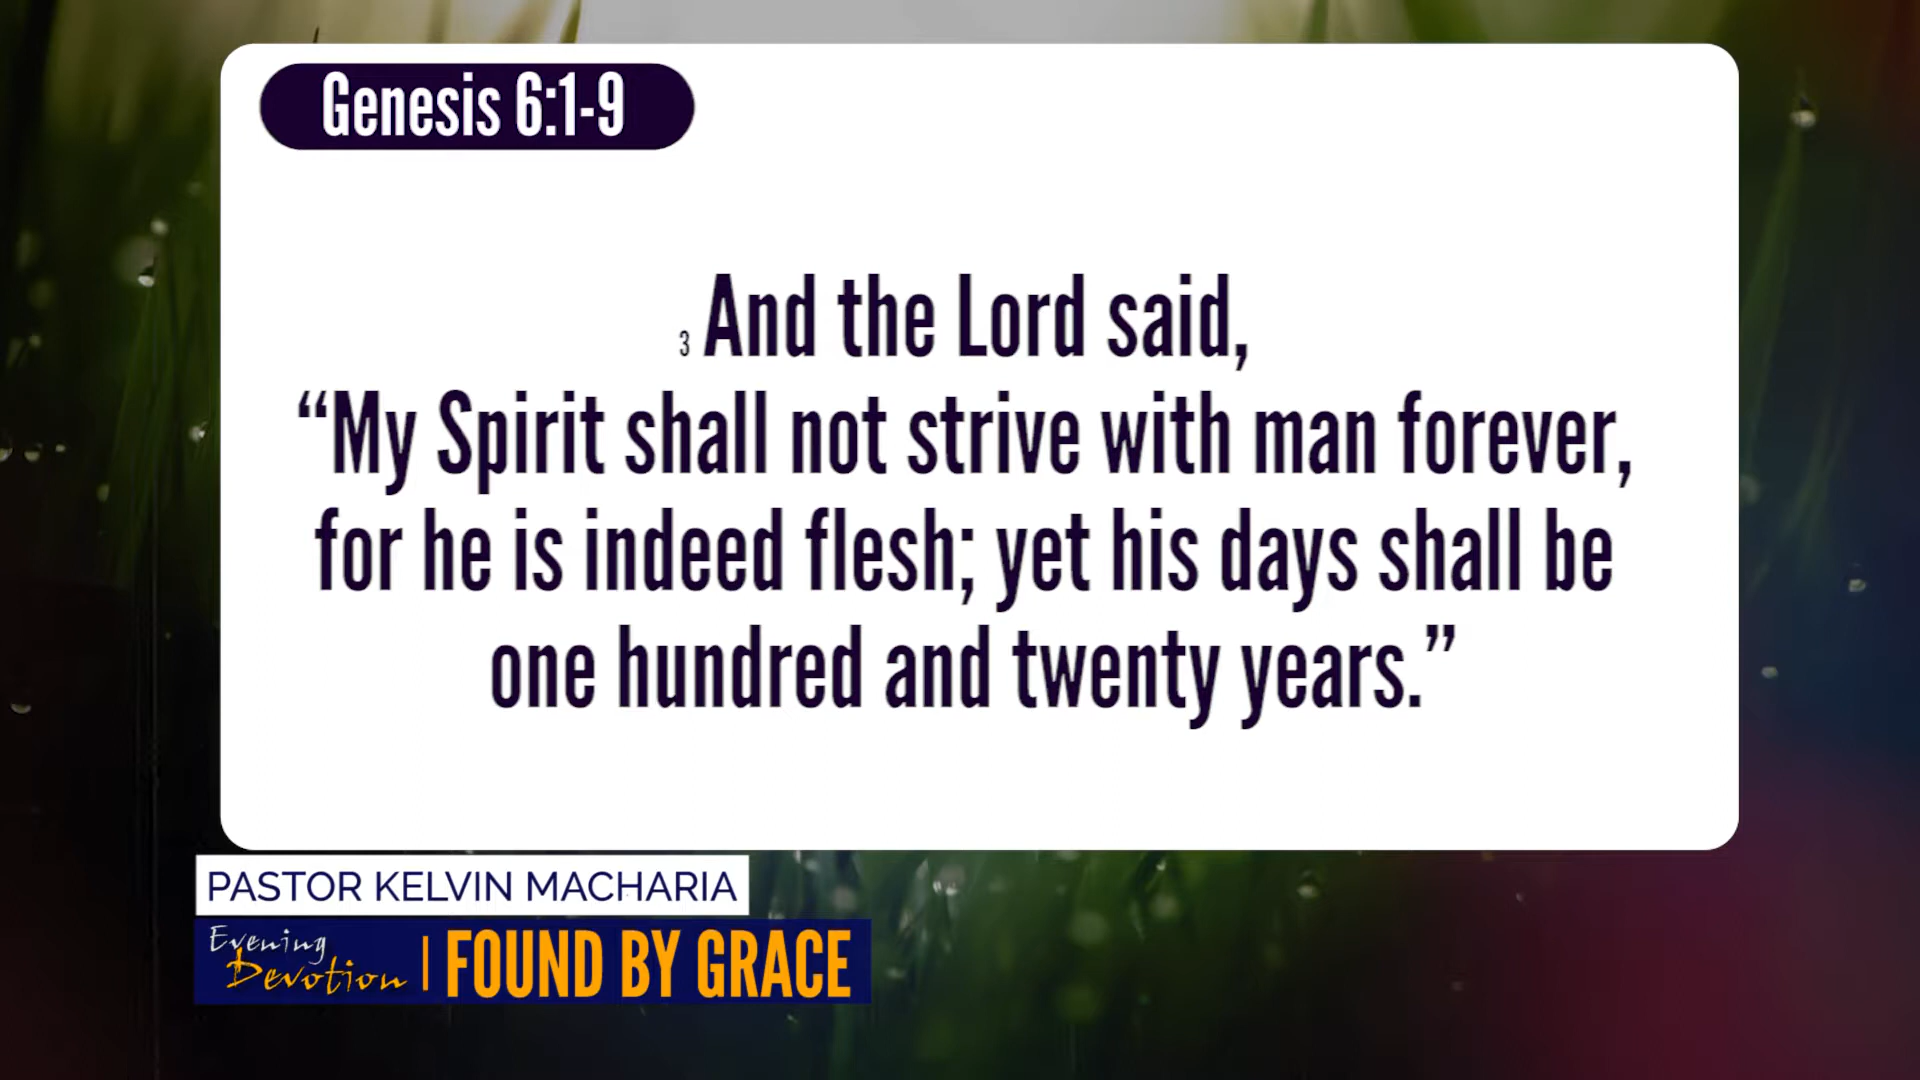 Genesis 6:1-9
3 And the Lord said,
“My Spirit shall not strive with man forever,
for he is indeed flesh; yet his days shall be
one hundred and twenty years.”
PASTOR KELVIN MACHARIA
Evening
Devotion
FOUND BY GRACE